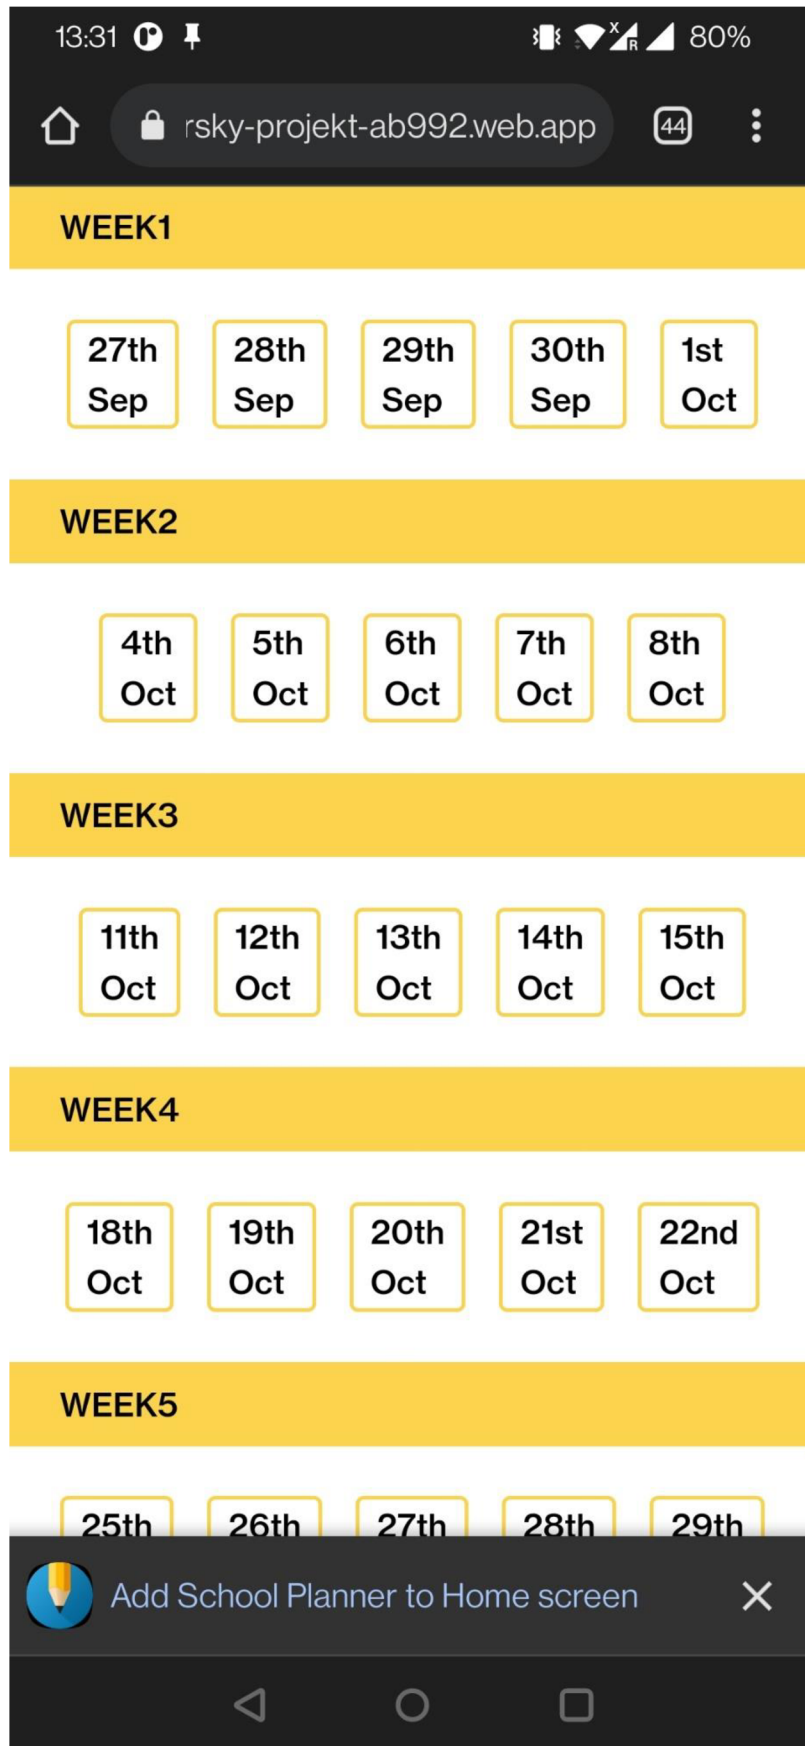 13:31 80%
rsky-projekt-ab992.web.app 44
WEEK1
27th 28th 29th 30th 1st
Sep Sep Sep Sep Oct
WEEK2
4th 5th 6th 7th 8th
Oct Oct Oct Oct Oct
WEEK3
11th 12th 13th 14th 15th
Oct Oct Oct Oct Oct
WEEK4
18th 19th 20th 21st 22nd
Oct Oct Oct Oct Oct
WEEK5
25th 26th 27th 28th 29th
Add School Planner to Home screen